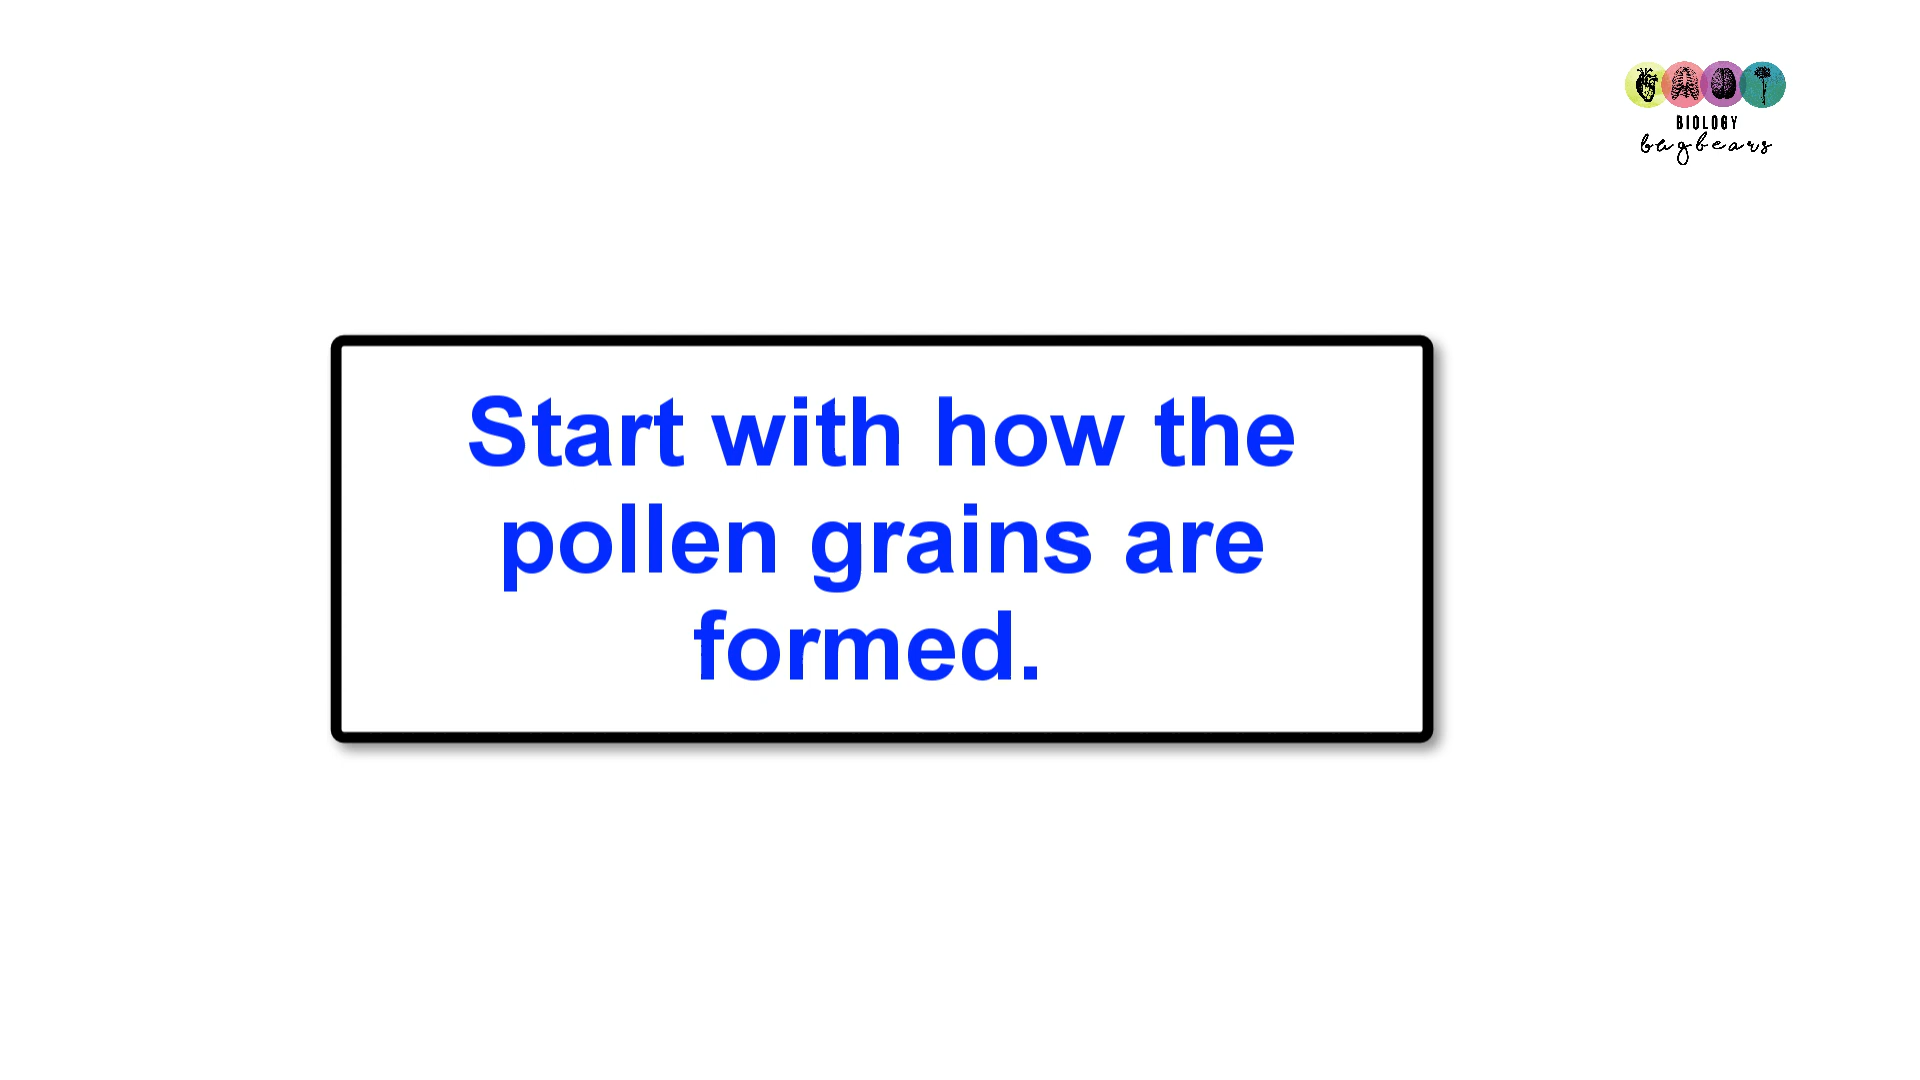 BIOLOGY
bugbears
Start with how the
pollen grains are
formed.